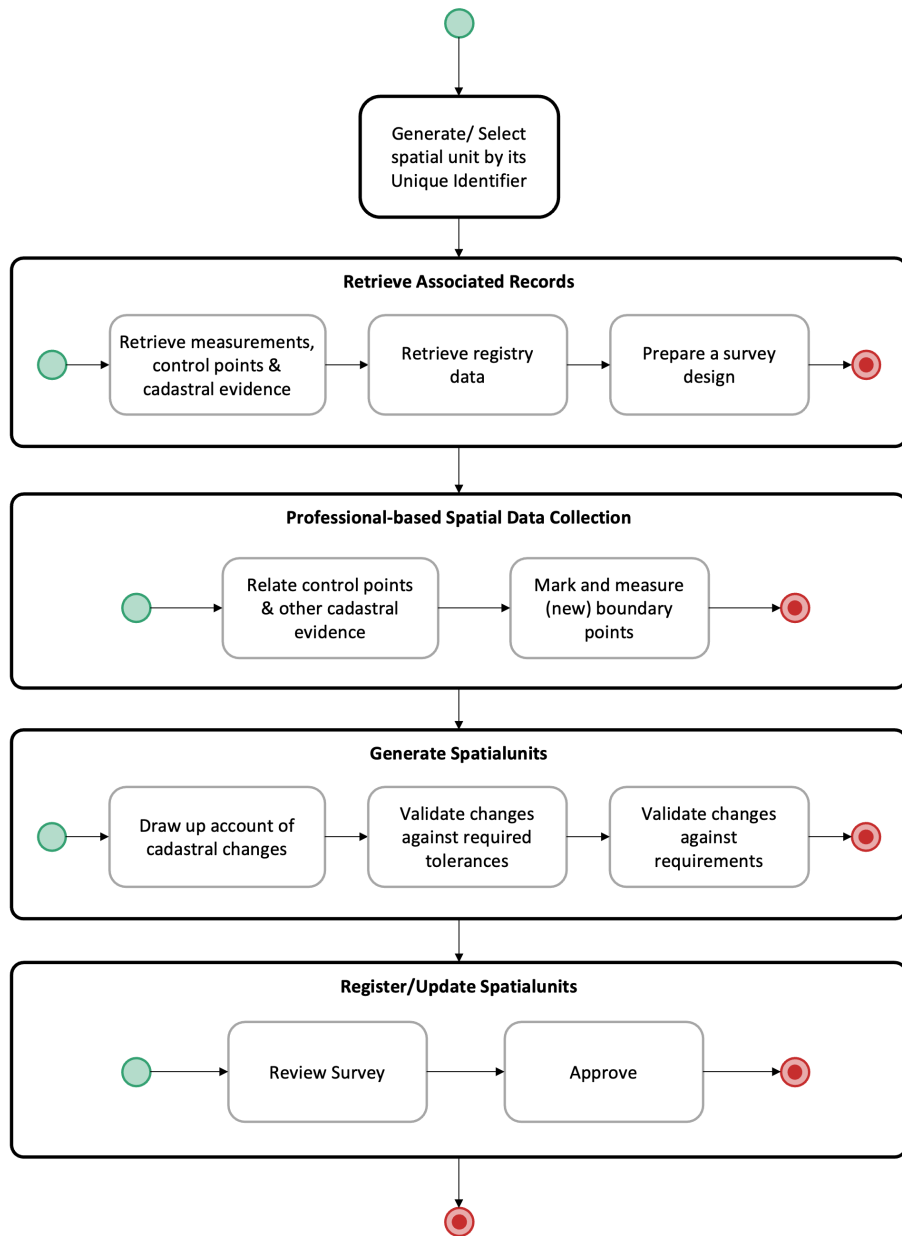 Generate/ Select
spatial unit by its
Unique Identifier
Retrieve Associated Records
Retrieve measurements,
control points &
cadastral evidence
Retrieve registry
data
Prepare a survey
design
Professional-based Spatial Data Collection
Relate control points
& other cadastral
evidence
Mark and measure
(new) boundary
points
Generate Spatialunits
Draw up account of
cadastral changes
Validate changes
against required
tolerances
Validate changes
against
requirements
Register/Update Spatialunits
Review Survey
Approve